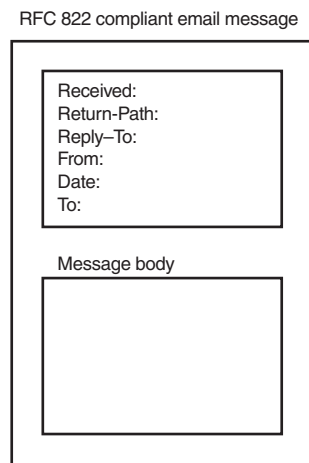 RFC 822 compliant email message
Received:
Return-Path:
Reply–To:
From:
Date:
To:
Message body